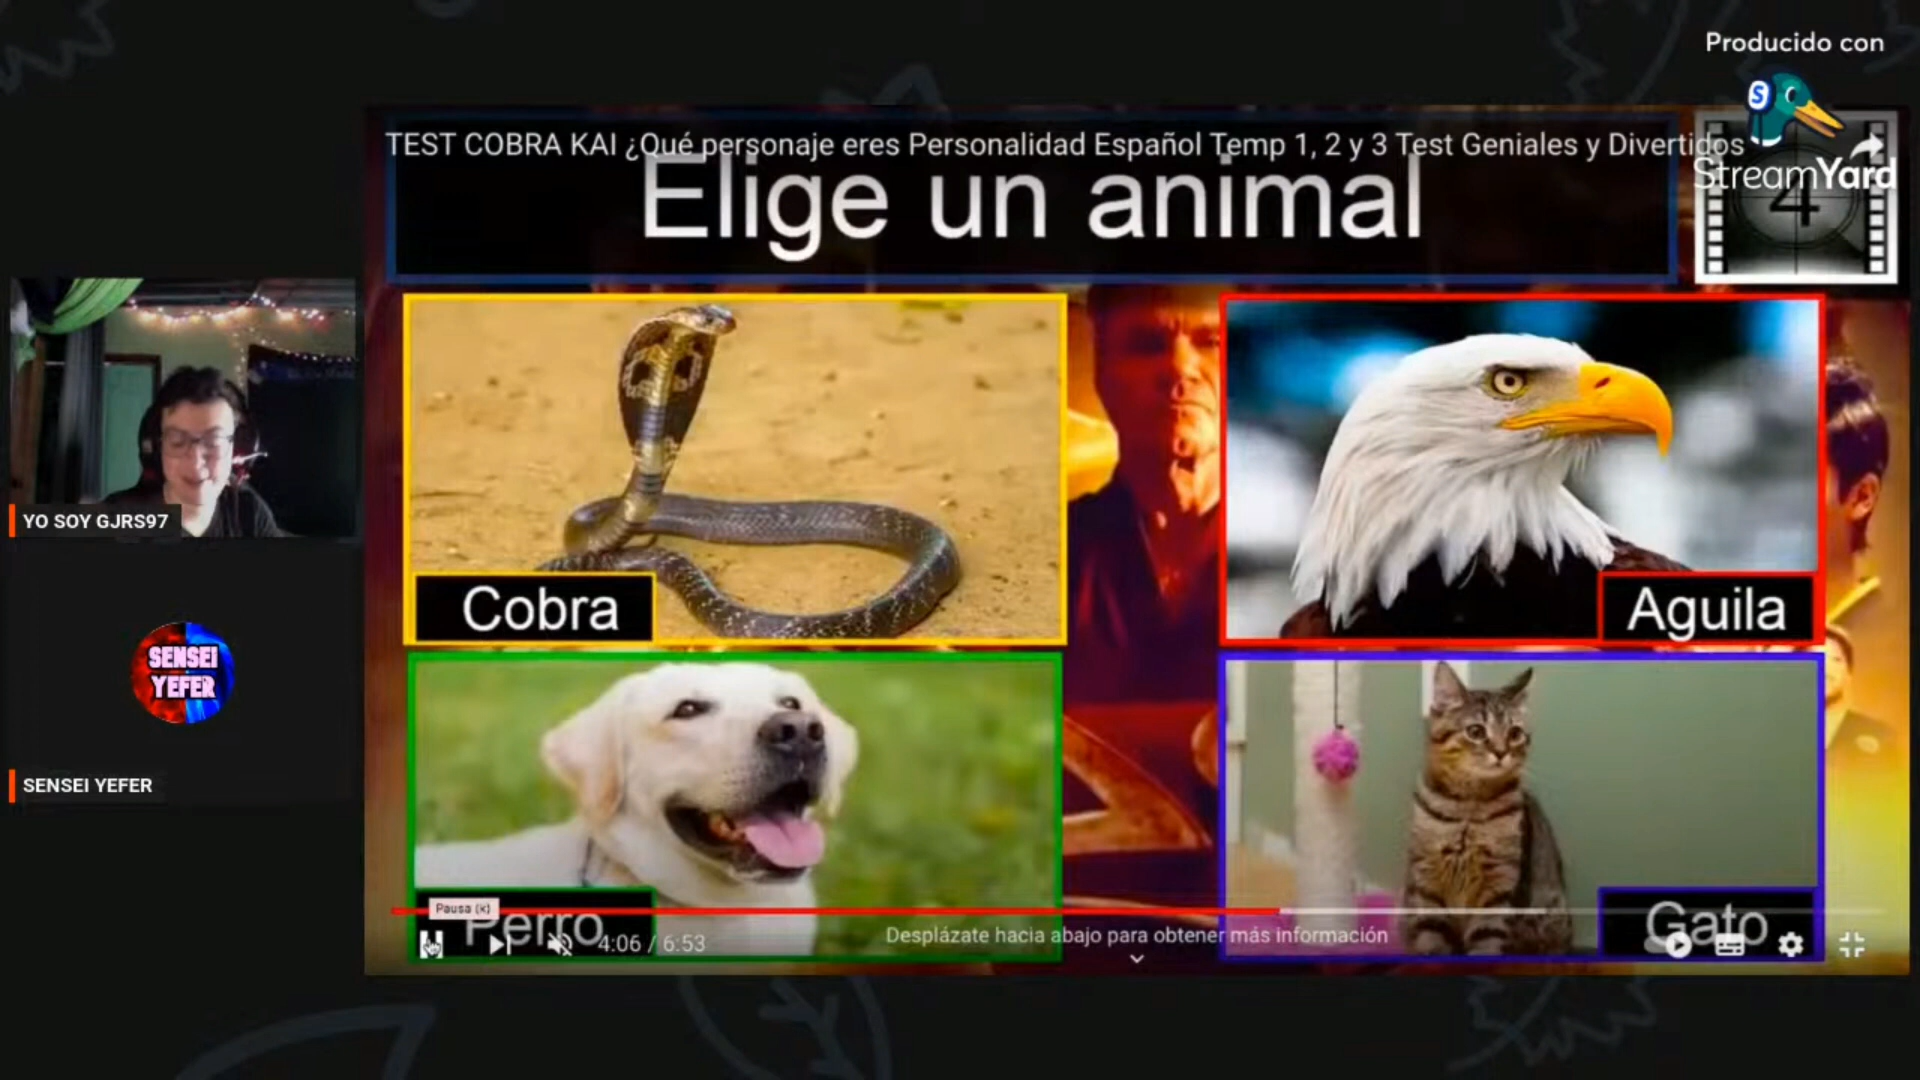 Producido con
StreamYard
TEST COBRA KAI ¿Qué personaje eres Personalidad Español Temp 1, 2 y 3 Test Geniales y Divertidos
Elige un animal
4
Cobra
Aguila
YO SOY GJRS97
SENSEI
YEFER
SENSEI YEFER
Pausa (k)
Perro
Gato
4:06 / 6:53
Desplázate hacia abajo para obtener más información